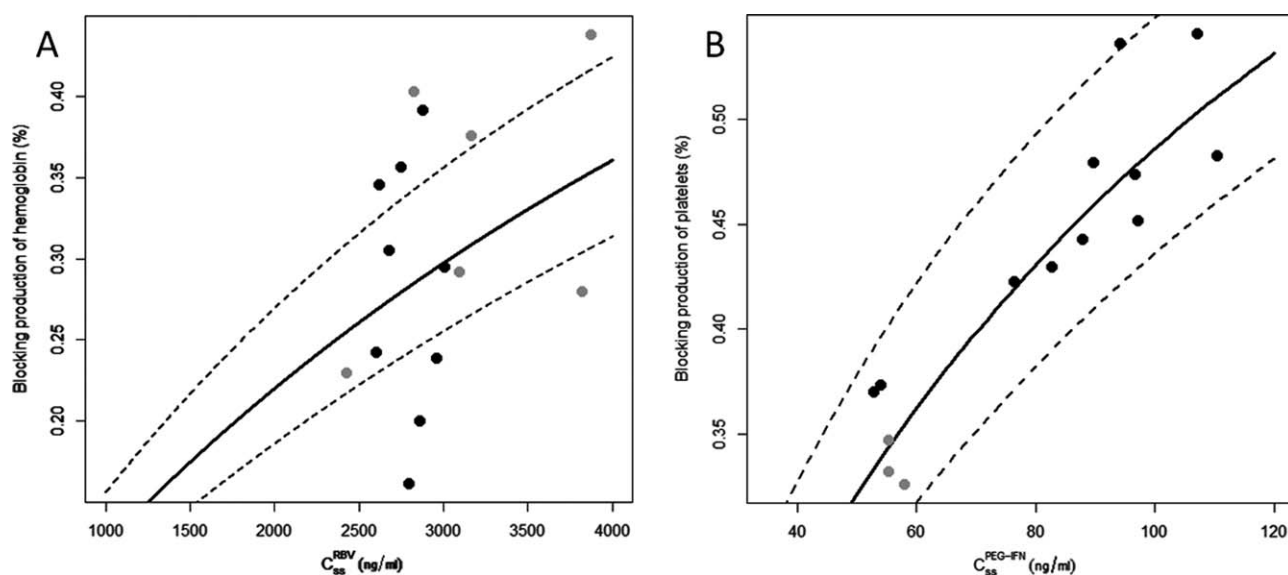 A
Blocking production of hemoglobin (%)
0.40
0.35
0.30
0.25
0.20
1000 1500 2000 2500 3000 3500 4000
C_ss^RBV (ng/ml)
B
Blocking production of platelets (%)
0.50
0.45
0.40
0.35
40 60 80 100 120
C_ss^PEG–IFN (ng/ml)